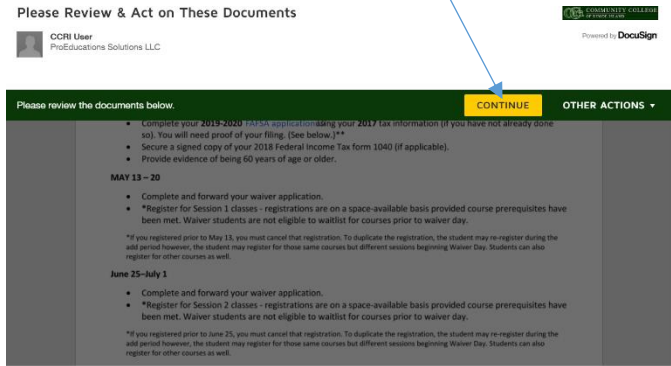 Please Review & Act on These Documents
COMMUNITY COLLEGE
OF RHODE ISLAND
CCRI User
ProEducations Solutions LLC
Powered by DocuSign
Please review the documents below.
CONTINUE
OTHER ACTIONS
• Complete your 2019-2020 FAFSA application using your 2017 tax information (if you have not already done
so). You will need proof of your filing. (See below.)**
• Secure a signed copy of your 2018 Federal Income Tax form 1040 (if applicable).
• Provide evidence of being 60 years of age or older.
MAY 13 – 20
• Complete and forward your waiver application.
• *Register for Session 1 classes - registrations are on a space-available basis provided course prerequisites have
been met. Waiver students are not eligible to waitlist for courses prior to waiver day.
*If you registered prior to May 13, you must cancel that registration. To duplicate the registration, the student may re-register during the
add period however, the student may register for those same courses but different sessions beginning Waiver Day. Students can also
register for other courses as well.
June 25–July 1
• Complete and forward your waiver application.
• *Register for Session 2 classes - registrations are on a space-available basis provided course prerequisites have
been met. Waiver students are not eligible to waitlist for courses prior to waiver day.
*If you registered prior to June 25, you must cancel that registration. To duplicate the registration, the student may re-register during the
add period however, the student may register for those same courses but different sessions beginning Waiver Day. Students can also
register for other courses as well.